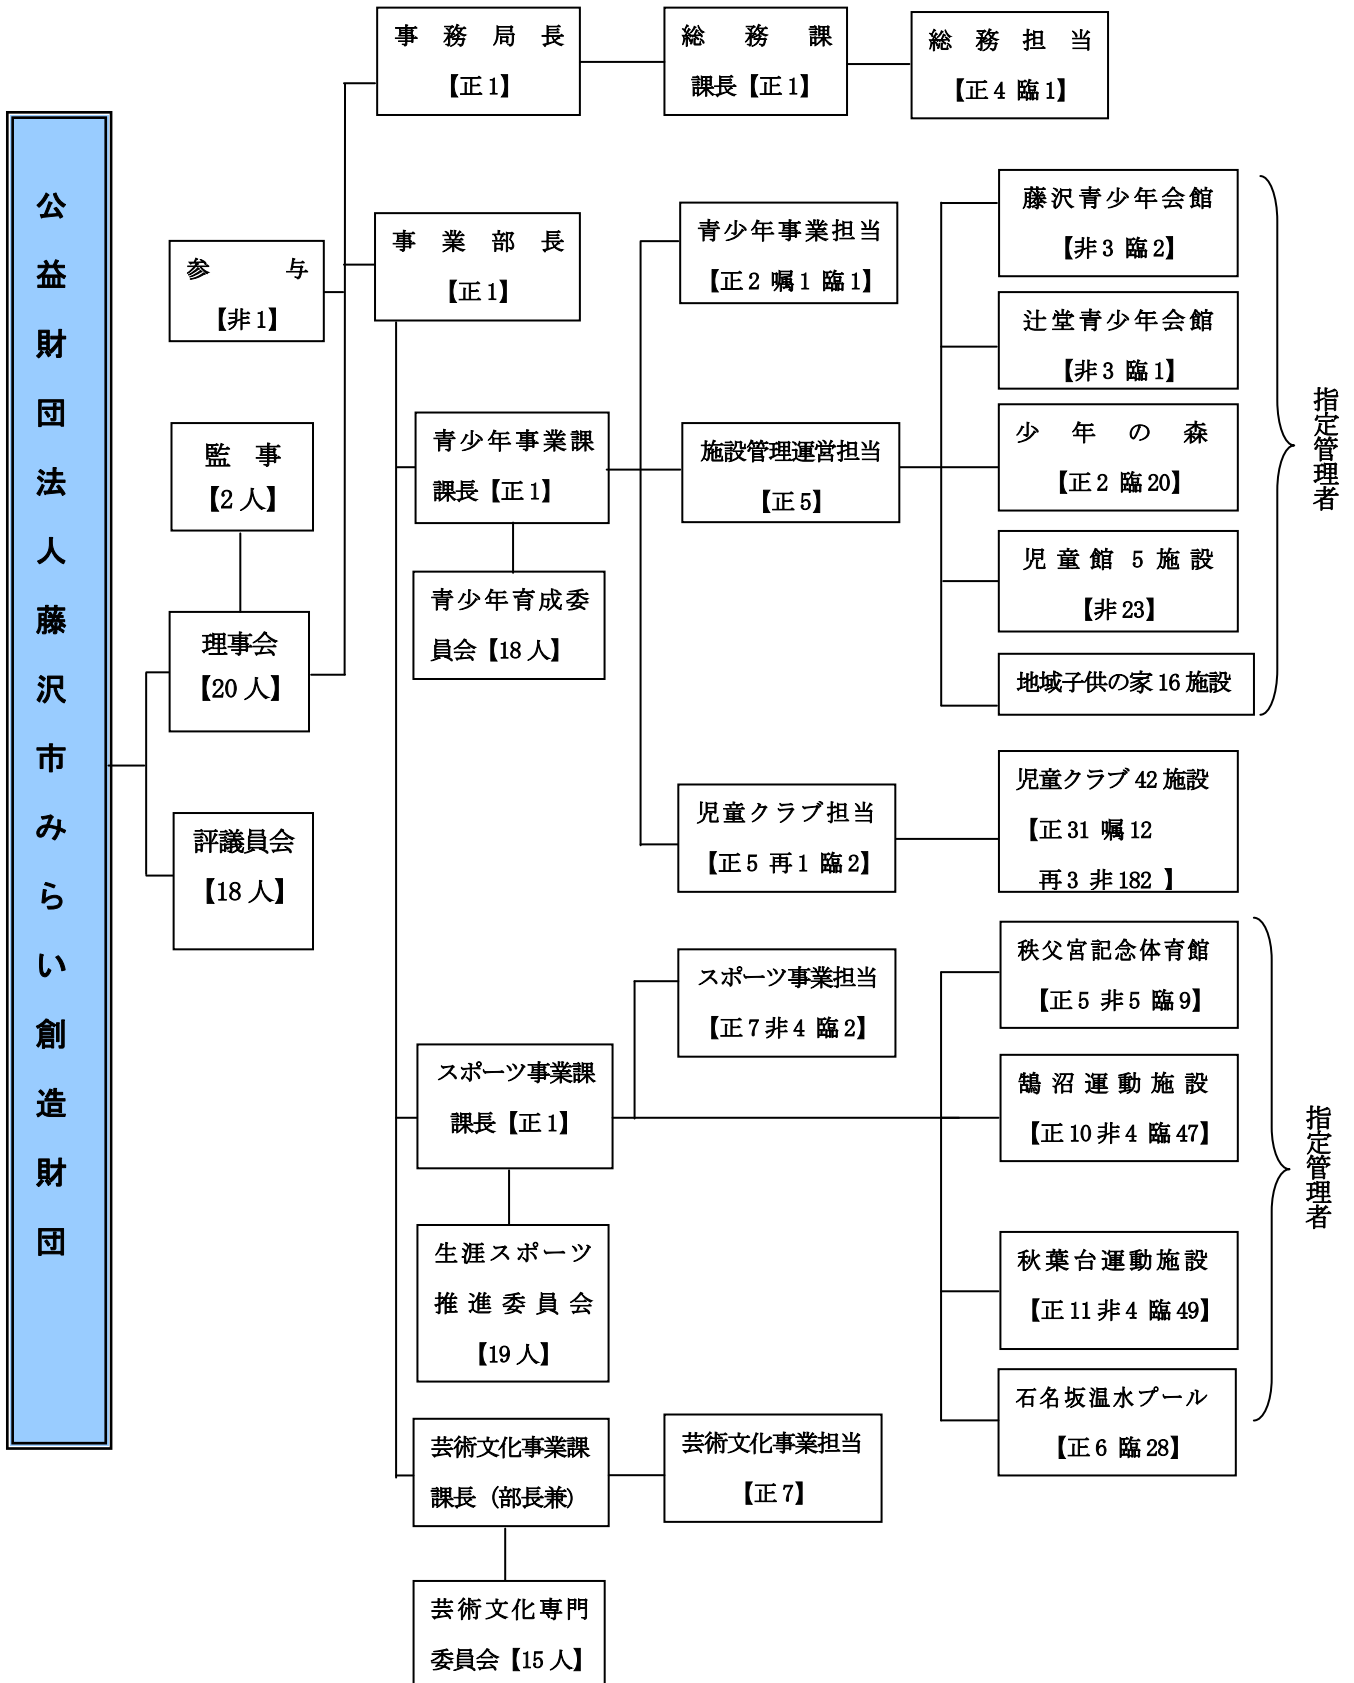 公益財団法人藤沢市みらい創造財団
参与
【非1】
監事
【2人】
理事会
【20人】
評議員会
【18人】
事務局長
【正1】
総務課
課長【正1】
総務担当
【正4 臨1】
事業部長
【正1】
青少年事業課
課長【正1】
青少年育成委
員会【18人】
青少年事業担当
【正2 嘱1 臨1】
施設管理運営担当
【正5】
藤沢青少年会館
【非3 臨2】
辻堂青少年会館
【非3 臨1】
少年の森
【正2 臨20】
児童館 5 施設
【非23】
地域子供の家16施設
指定管理者
児童クラブ担当
【正5 再1 臨2】
児童クラブ42施設
【正31 嘱12
再3 非182 】
スポーツ事業課
課長【正1】
生涯スポーツ
推進委員会
【19人】
スポーツ事業担当
【正7非4 臨2】
秩父宮記念体育館
【正5 非5 臨9】
鵠沼運動施設
【正10非4 臨47】
秋葉台運動施設
【正11非4 臨49】
石名坂温水プール
【正6 臨28】
指定管理者
芸術文化事業課
課長（部長兼）
芸術文化事業担当
【正7】
芸術文化専門
委員会【15人】